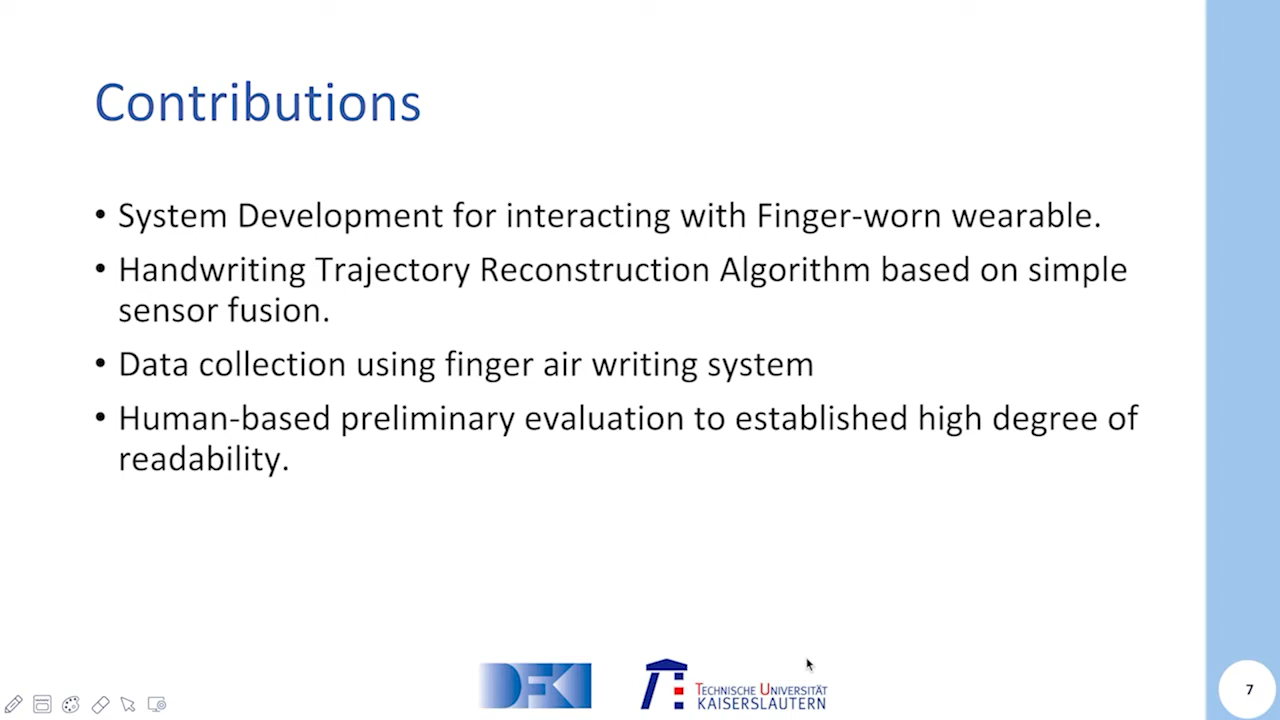 Contributions
• System Development for interacting with Finger-worn wearable.
• Handwriting Trajectory Reconstruction Algorithm based on simple
sensor fusion.
• Data collection using finger air writing system
• Human-based preliminary evaluation to established high degree of
readability.
DFKI
TECHNISCHE UNIVERSITÄT
KAISERSLAUTERN
7